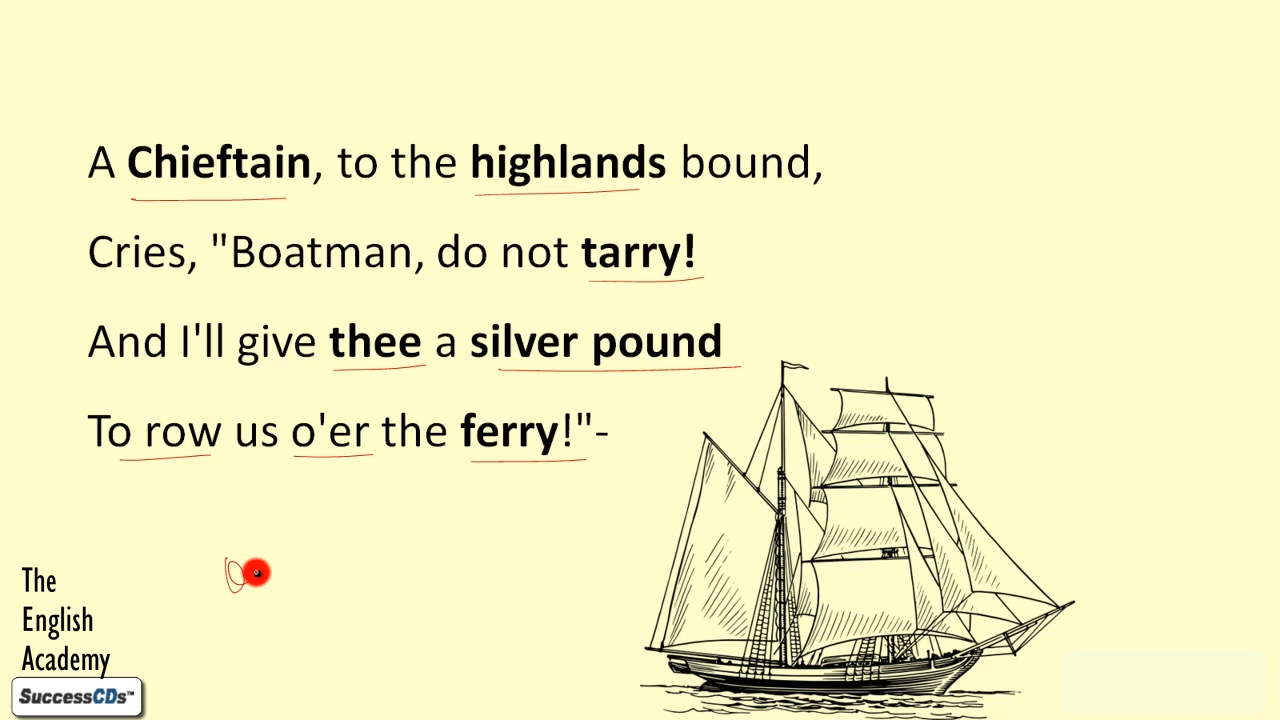 A Chieftain, to the highlands bound,
Cries, "Boatman, do not tarry!
And I'll give thee a silver pound
To row us o'er the ferry!"-
The
English
Academy
SuccessCDs™